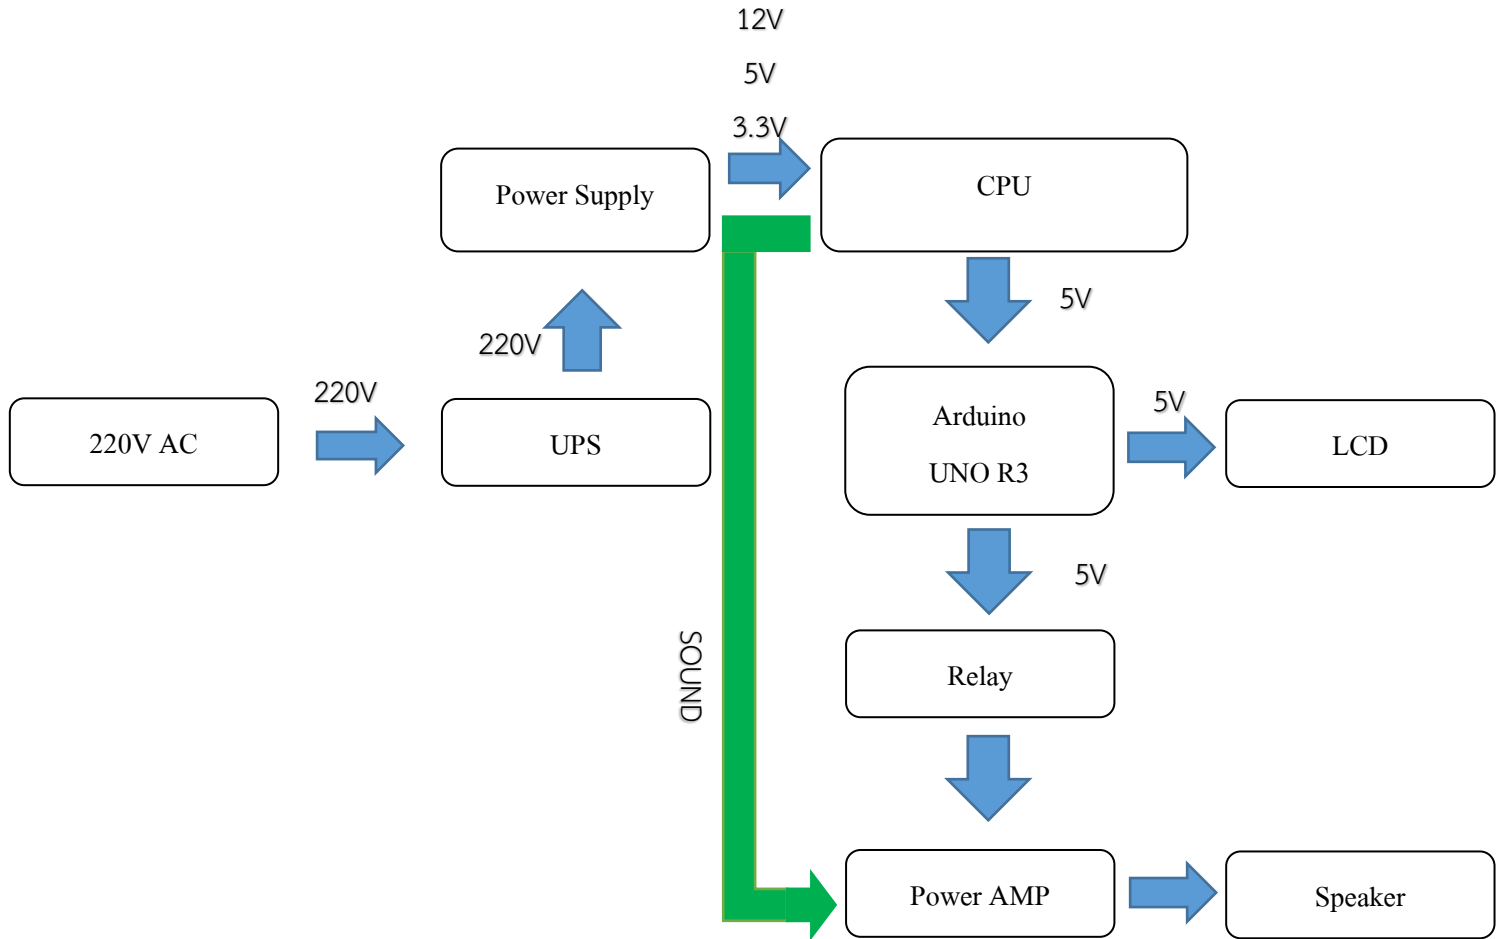 12V
5V
3.3V
Power Supply
CPU
5V
220V
220V
5V
220V AC
UPS
Arduino
UNO R3
LCD
5V
SOUND
Relay
Power AMP
Speaker